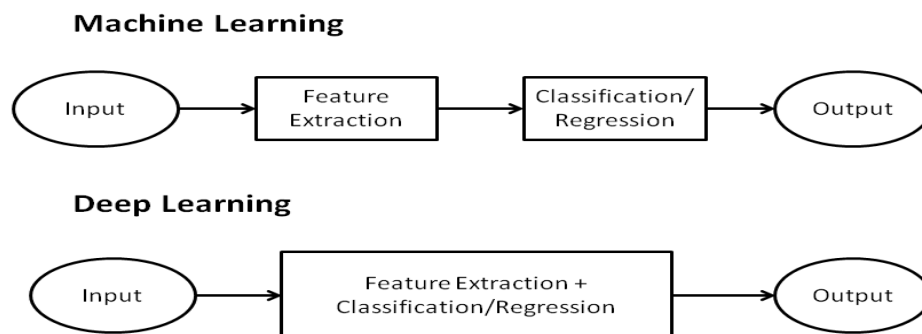 Machine Learning
Input
Feature
Extraction
Classification/
Regression
Output
Deep Learning
Input
Feature Extraction +
Classification/Regression
Output